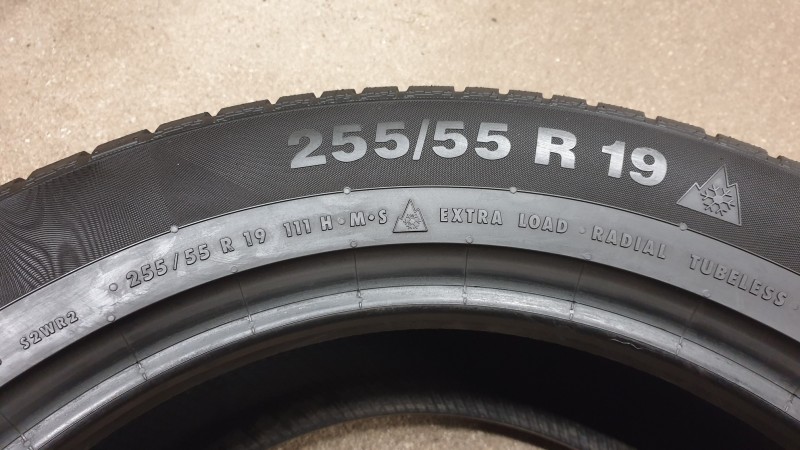 255/55 R 19
255/55 R 19 111 H·M·S EXTRA LOAD · RADIAL TUBELESS
S2WR2